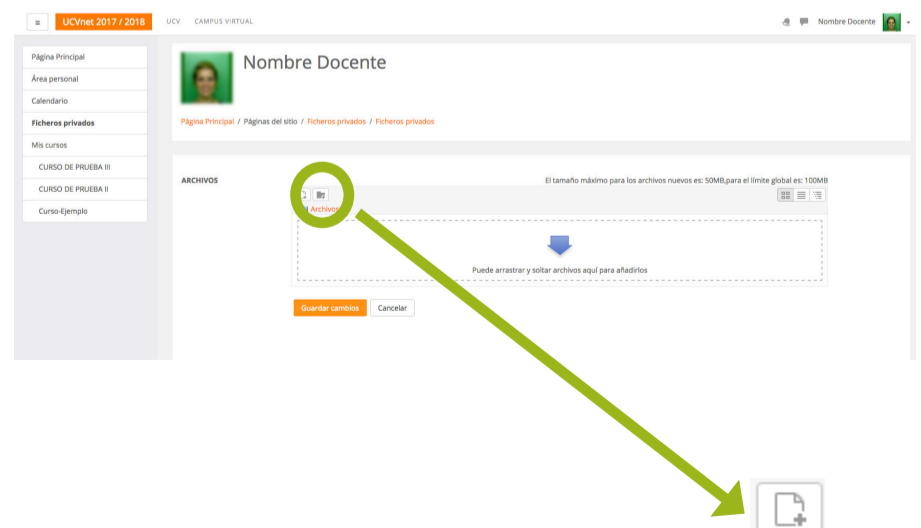 UCVnet 2017 / 2018
UCV CAMPUS VIRTUAL
Nombre Docente
Página Principal
Área personal
Calendario
Ficheros privados
Mis cursos
CURSO DE PRUEBA III
CURSO DE PRUEBA II
Curso-Ejemplo
Nombre Docente
Página Principal / Páginas del sitio / Ficheros privados / Ficheros privados
ARCHIVOS
El tamaño máximo para los archivos nuevos es: 50MB,para el límite global es: 100MB
Archivos
Puede arrastrar y soltar archivos aquí para añadirlos
Guardar cambios
Cancelar